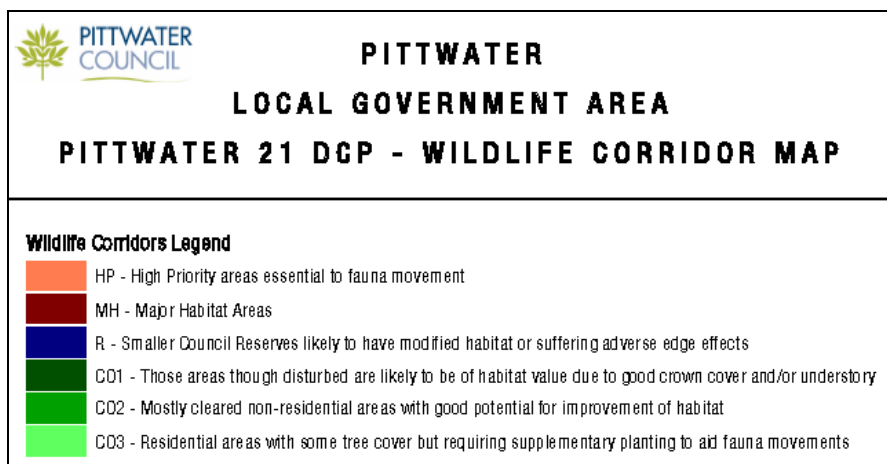 PITTWATER
COUNCIL
PITTWATER
LOCAL GOVERNMENT AREA
PITTWATER 21 DCP - WILDLIFE CORRIDOR MAP
Wildlife Corridors Legend
HP - High Priority areas essential to fauna movement
MH - Major Habitat Areas
R - Smaller Council Reserves likely to have modified habitat or suffering adverse edge effects
CO1 - Those areas though disturbed are likely to be of habitat value due to good crown cover and/or understory
CO2 - Mostly cleared non-residential areas with good potential for improvement of habitat
CO3 - Residential areas with some tree cover but requiring supplementary planting to aid fauna movements